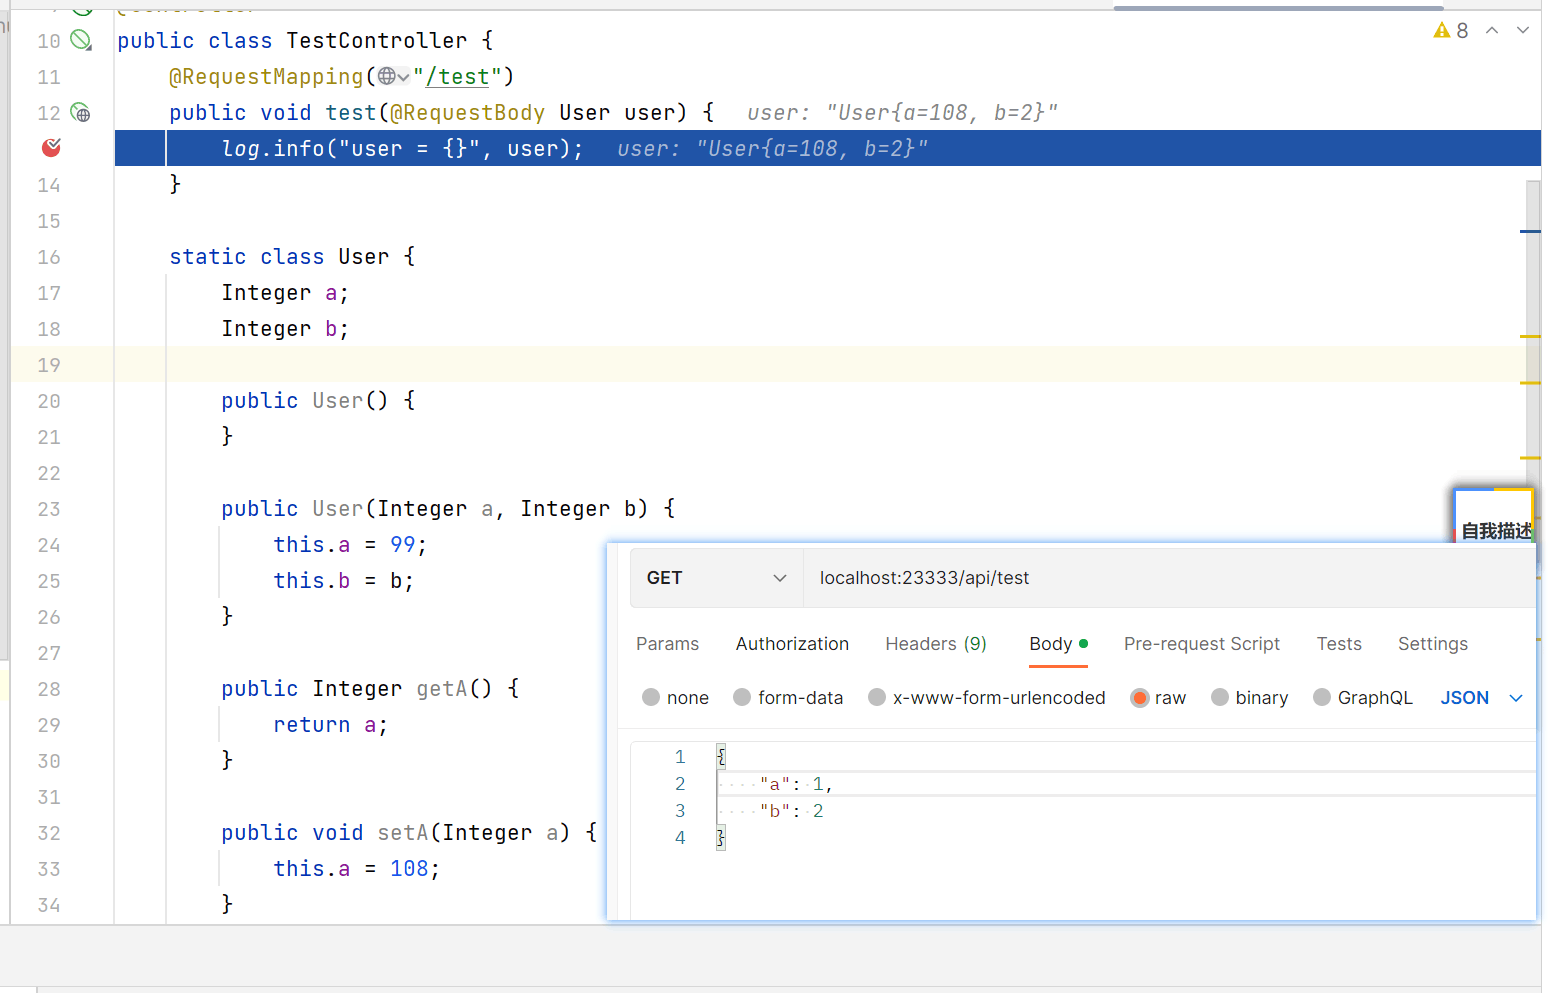 10 public class TestController {
11 @RequestMapping("/test")
12 public void test(@RequestBody User user) { user: "User{a=108, b=2}"
log.info("user = {}", user); user: "User{a=108, b=2}"
14 }
15
16 static class User {
17 Integer a;
18 Integer b;
19
20 public User() {
21 }
22
23 public User(Integer a, Integer b) {
24 this.a = 99;
25 this.b = b;
26 }
27
28 public Integer getA() {
29 return a;
30 }
31
32 public void setA(Integer a) {
33 this.a = 108;
34 }
8
自我描述
GET localhost:23333/api/test
Params Authorization Headers (9) Body Pre-request Script Tests Settings
none form-data x-www-form-urlencoded raw binary GraphQL JSON
1 {
2 "a": 1,
3 "b": 2
4 }